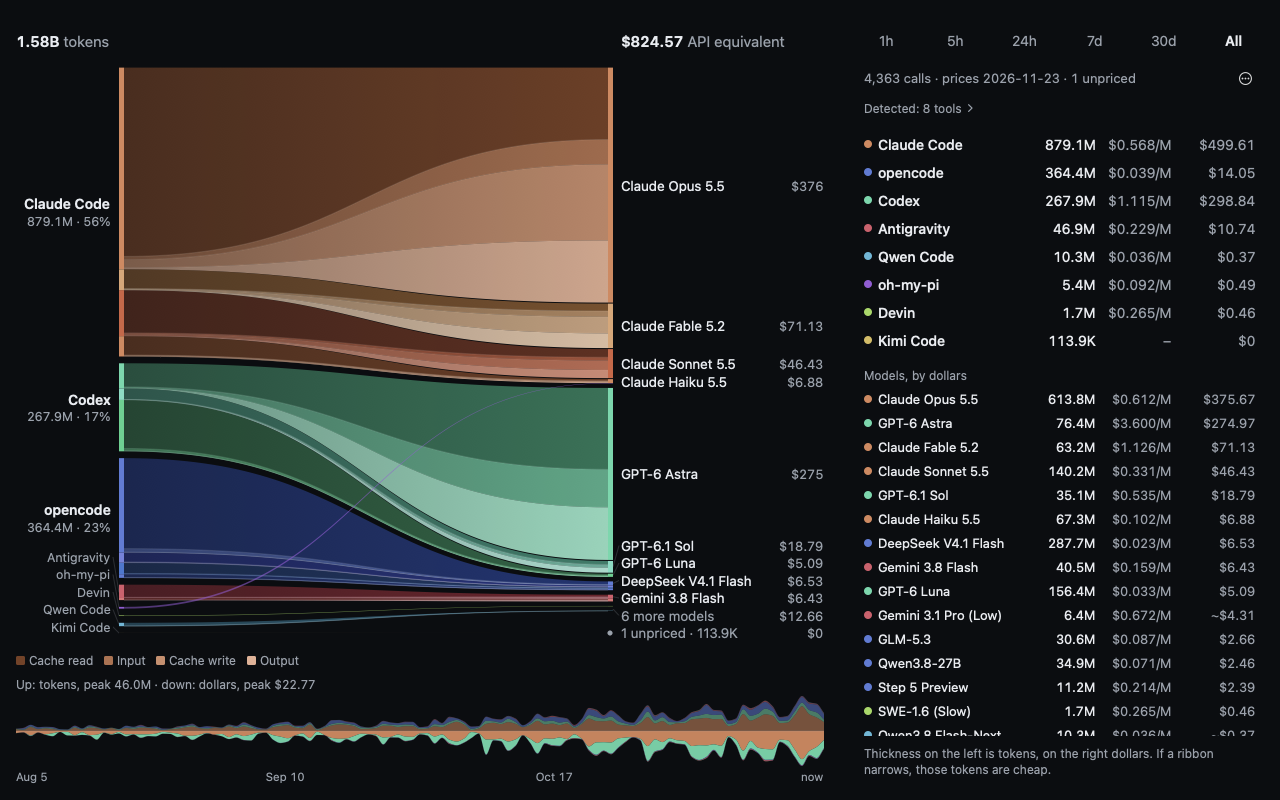 1.58B tokens
$824.57 API equivalent
Claude Code
879.1M · 56%
Codex
267.9M · 17%
opencode
364.4M · 23%
Antigravity
oh-my-pi
Devin
Qwen Code
Kimi Code
Claude Opus 5.5 $376
Claude Fable 5.2 $71.13
Claude Sonnet 5.5 $46.43
Claude Haiku 5.5 $6.88
GPT-6 Astra $275
GPT-6.1 Sol $18.79
GPT-6 Luna $5.09
DeepSeek V4.1 Flash $6.53
Gemini 3.8 Flash $6.43
6 more models $12.66
1 unpriced · 113.9K $0
Cache read Input Cache write Output
Up: tokens, peak 46.0M · down: dollars, peak $22.77
Aug 5 Sep 10 Oct 17 now
1h 5h 24h 7d 30d All
4,363 calls · prices 2026-11-23 · 1 unpriced
Detected: 8 tools >
Claude Code 879.1M $0.568/M $499.61
opencode 364.4M $0.039/M $14.05
Codex 267.9M $1.115/M $298.84
Antigravity 46.9M $0.229/M $10.74
Qwen Code 10.3M $0.036/M $0.37
oh-my-pi 5.4M $0.092/M $0.49
Devin 1.7M $0.265/M $0.46
Kimi Code 113.9K – $0
Models, by dollars
Claude Opus 5.5 613.8M $0.612/M $375.67
GPT-6 Astra 76.4M $3.600/M $274.97
Claude Fable 5.2 63.2M $1.126/M $71.13
Claude Sonnet 5.5 140.2M $0.331/M $46.43
GPT-6.1 Sol 35.1M $0.535/M $18.79
Claude Haiku 5.5 67.3M $0.102/M $6.88
DeepSeek V4.1 Flash 287.7M $0.023/M $6.53
Gemini 3.8 Flash 40.5M $0.159/M $6.43
GPT-6 Luna 156.4M $0.033/M $5.09
Gemini 3.1 Pro (Low) 6.4M $0.672/M ~$4.31
GLM-5.3 30.6M $0.087/M $2.66
Qwen3.8-27B 34.9M $0.071/M $2.46
Step 5 Preview 11.2M $0.214/M $2.39
SWE-1.6 (Slow) 1.7M $0.265/M $0.46
Qwen3.8 Flash-Next 10.3M $0.036/M ~$0.37
Thickness on the left is tokens, on the right dollars. If a ribbon
narrows, those tokens are cheap.